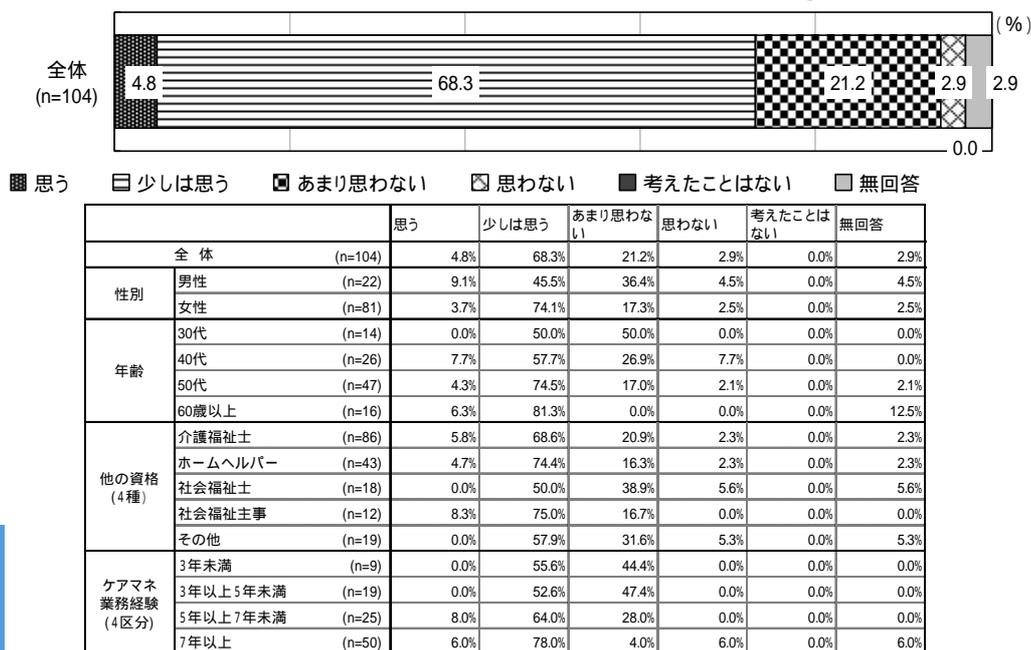 (%)
全体
(n=104)
4.8 68.3 21.2 2.9 2.9
0.0
思う 少しは思う あまり思わない 思わない 考えたことはない 無回答
思う 少しは思う あまり思わない 思わない 考えたことはない 無回答
全 体 (n=104) 4.8% 68.3% 21.2% 2.9% 0.0% 2.9%
性別
男性 (n=22) 9.1% 45.5% 36.4% 4.5% 0.0% 4.5%
女性 (n=81) 3.7% 74.1% 17.3% 2.5% 0.0% 2.5%
年齢
30代 (n=14) 0.0% 50.0% 50.0% 0.0% 0.0% 0.0%
40代 (n=26) 7.7% 57.7% 26.9% 7.7% 0.0% 0.0%
50代 (n=47) 4.3% 74.5% 17.0% 2.1% 0.0% 2.1%
60歳以上 (n=16) 6.3% 81.3% 0.0% 0.0% 0.0% 12.5%
他の資格
(4種)
介護福祉士 (n=86) 5.8% 68.6% 20.9% 2.3% 0.0% 2.3%
ホームヘルパー (n=43) 4.7% 74.4% 16.3% 2.3% 0.0% 2.3%
社会福祉士 (n=18) 0.0% 50.0% 38.9% 5.6% 0.0% 5.6%
社会福祉主事 (n=12) 8.3% 75.0% 16.7% 0.0% 0.0% 0.0%
その他 (n=19) 0.0% 57.9% 31.6% 5.3% 0.0% 5.3%
ケアマネ
業務経験
(4区分)
3年未満 (n=9) 0.0% 55.6% 44.4% 0.0% 0.0% 0.0%
3年以上5年未満 (n=19) 0.0% 52.6% 47.4% 0.0% 0.0% 0.0%
5年以上7年未満 (n=25) 8.0% 64.0% 28.0% 0.0% 0.0% 0.0%
7年以上 (n=50) 6.0% 78.0% 4.0% 6.0% 0.0% 6.0%